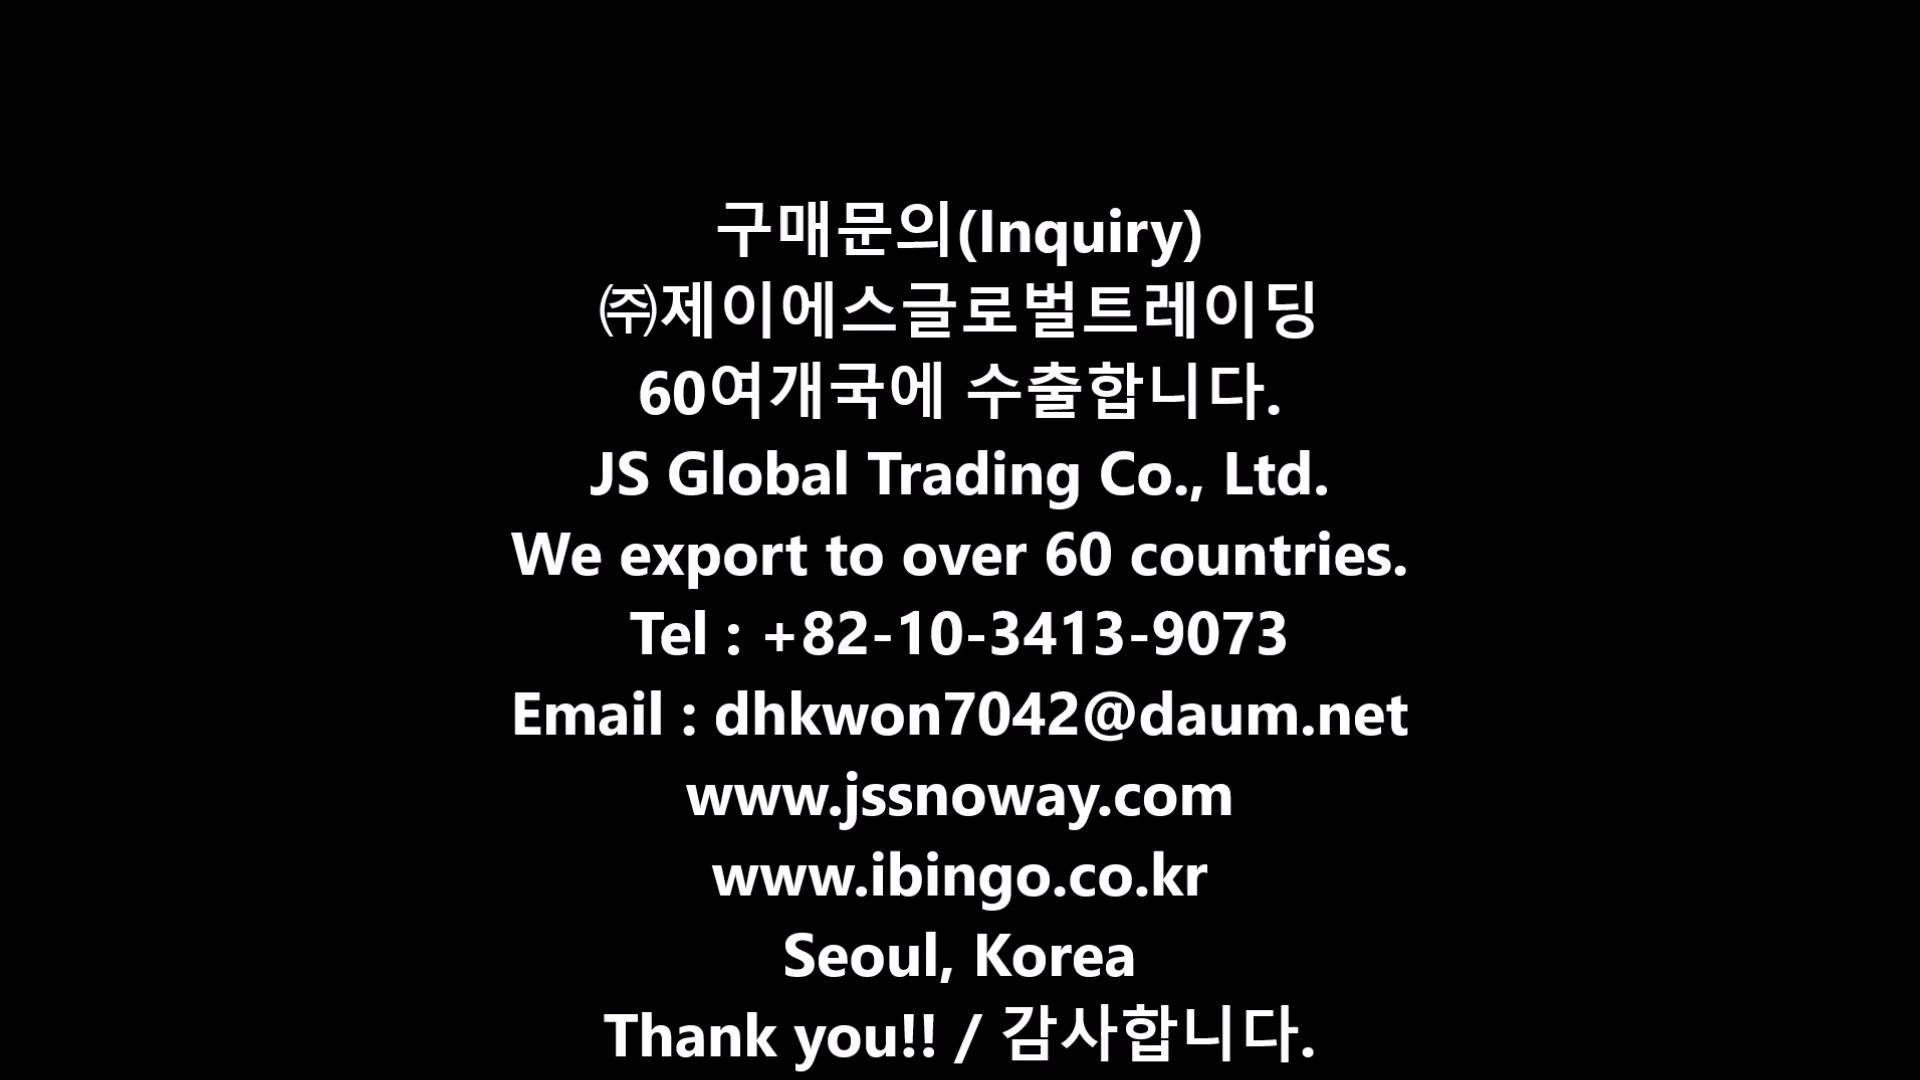 구매문의(Inquiry)
㈜제이에스글로벌트레이딩
60여개국에 수출합니다.
JS Global Trading Co., Ltd.
We export to over 60 countries.
Tel : +82-10-3413-9073
Email : dhkwon7042@daum.net
www.jssnoway.com
www.ibingo.co.kr
Seoul, Korea
Thank you!! / 감사합니다.